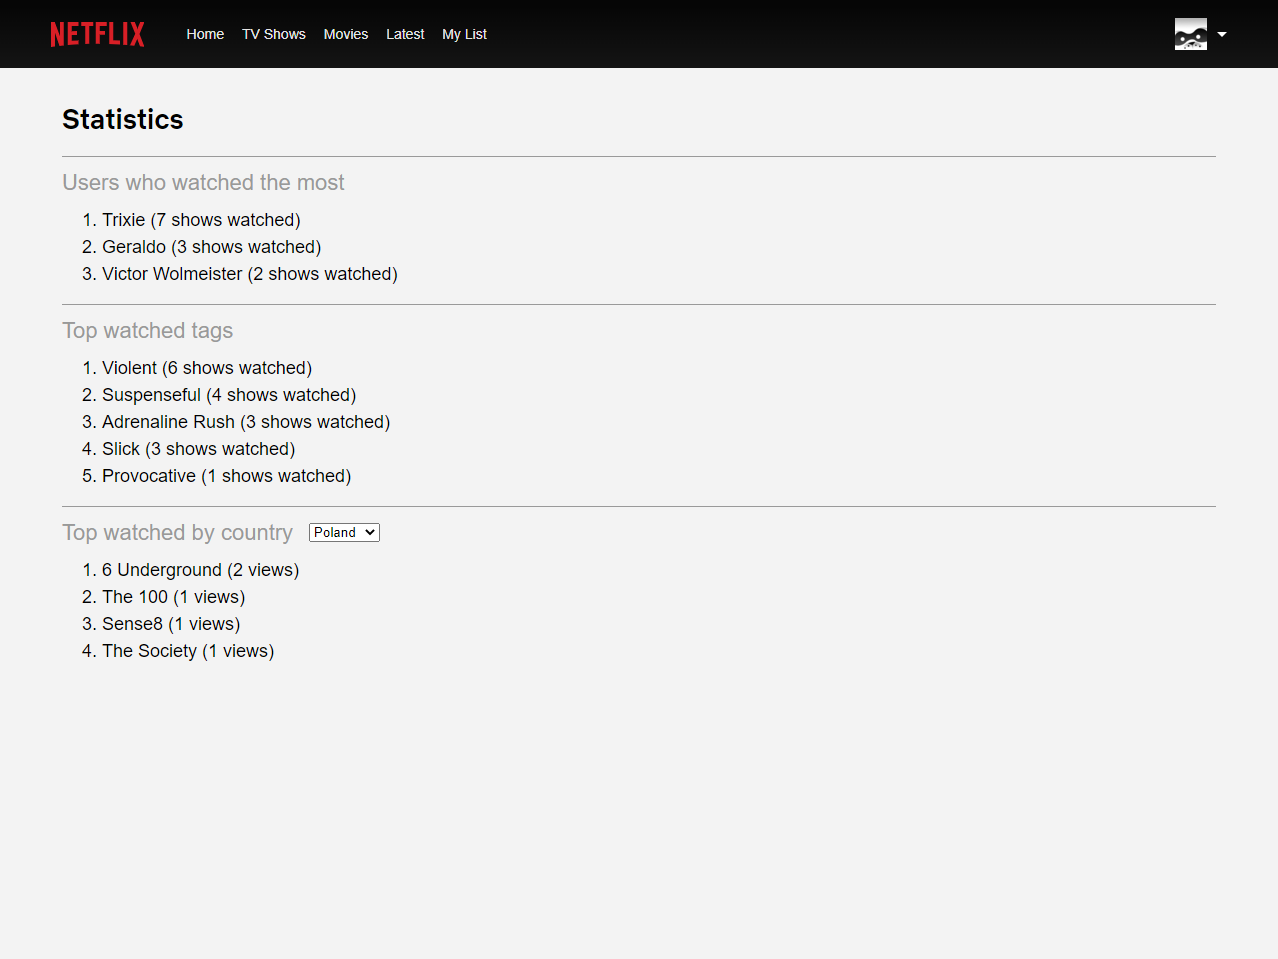 NETFLIX Home TV Shows Movies Latest My List
Statistics
Users who watched the most
1. Trixie (7 shows watched)
2. Geraldo (3 shows watched)
3. Victor Wolmeister (2 shows watched)
Top watched tags
1. Violent (6 shows watched)
2. Suspenseful (4 shows watched)
3. Adrenaline Rush (3 shows watched)
4. Slick (3 shows watched)
5. Provocative (1 shows watched)
Top watched by country Poland
1. 6 Underground (2 views)
2. The 100 (1 views)
3. Sense8 (1 views)
4. The Society (1 views)